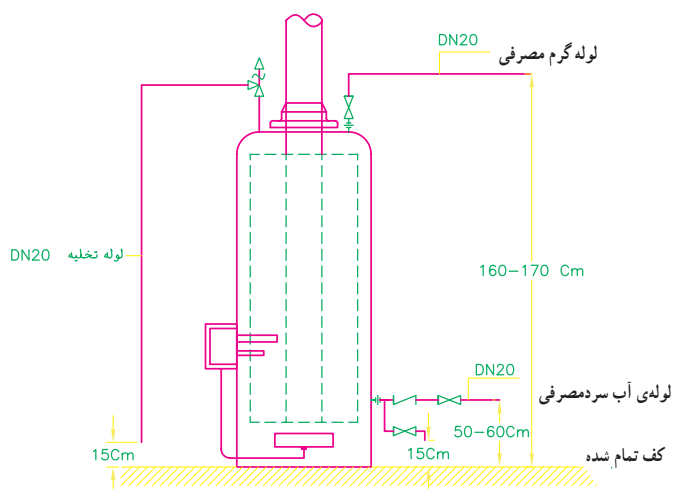 DN20
لوله گرم مصرفی
DN20 لوله تخلیه
160-170 Cm
DN20
لوله‌ی آب سردمصرفی
50-60Cm
15Cm
15Cm
کف تمام شده